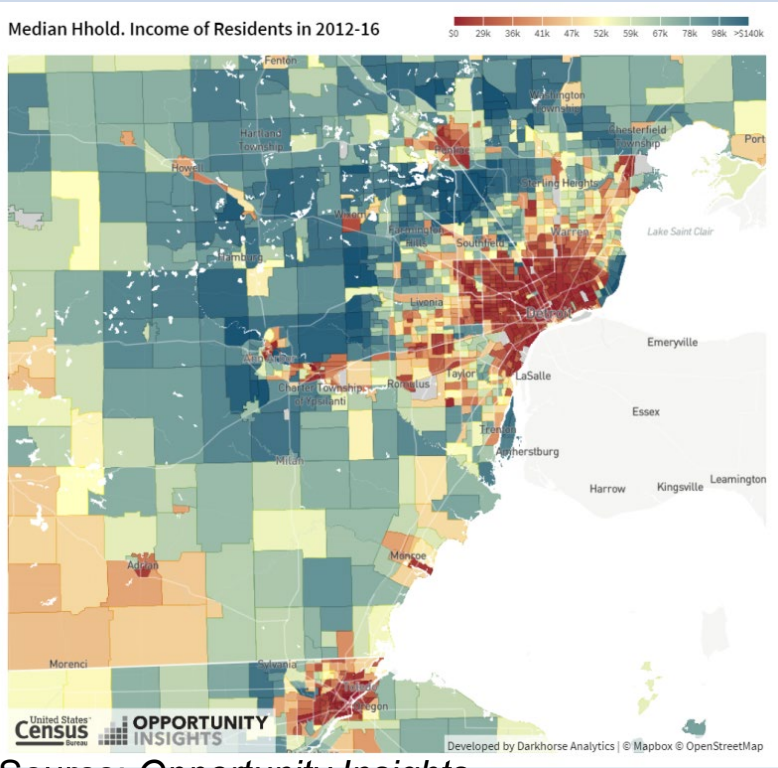 Median Hhold. Income of Residents in 2012-16
$0 29k 36k 41k 47k 52k 59k 67k 78k 98k >$140k
Fenton
Washington
Township
Hartland
Township
Chesterfield
Township
Port
Howell
Sterling Heights
Farmington
Hills
Southfield
Warren
Lake Saint Clair
Hamburg
Livonia
Detroit
Emeryville
Ann Arbor
Charter Township
of Ypsilanti
Romulus
Taylor
LaSalle
Essex
Trenton
Amherstburg
Milan
Harrow
Kingsville
Leamington
Monroe
Adrian
Morenci
Sylvania
Toledo
Oregon
United States®
Census
Bureau
OPPORTUNITY
INSIGHTS
Developed by Darkhorse Analytics | © Mapbox © OpenStreetMap
Source: Opportunity Insights